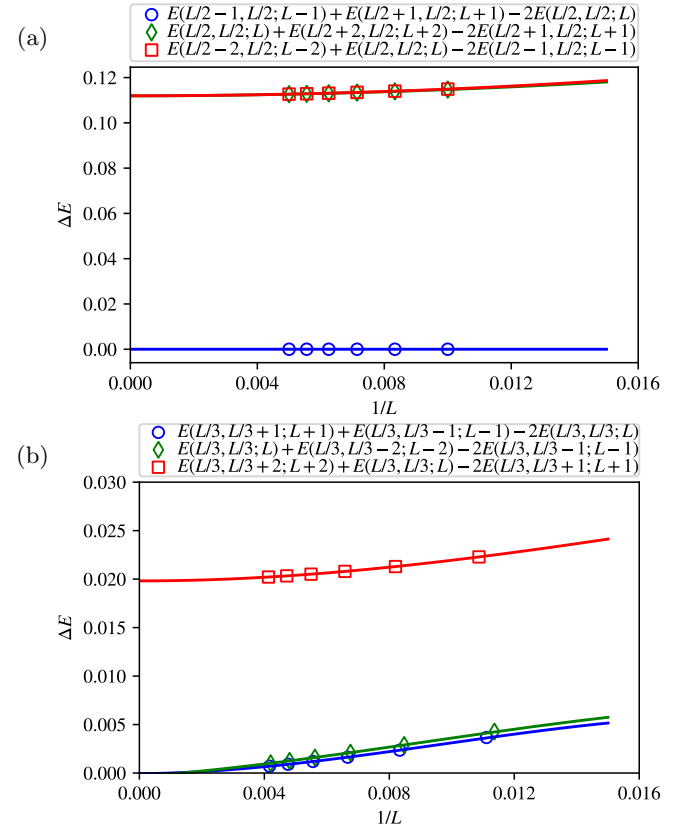 (a)
E(L/2−1, L/2; L−1)+E(L/2+1, L/2; L+1)−2E(L/2, L/2; L)
E(L/2, L/2; L)+E(L/2+2, L/2; L+2)−2E(L/2+1, L/2; L+1)
E(L/2−2, L/2; L−2)+E(L/2, L/2; L)−2E(L/2−1, L/2; L−1)
0.12
0.10
0.08
0.06
0.04
0.02
0.00
ΔE
0.000 0.004 0.008 0.012 0.016
1/L
(b)
E(L/3, L/3+1; L+1)+E(L/3, L/3−1; L−1)−2E(L/3, L/3; L)
E(L/3, L/3; L)+E(L/3, L/3−2; L−2)−2E(L/3, L/3−1; L−1)
E(L/3, L/3+2; L+2)+E(L/3, L/3; L)−2E(L/3, L/3+1; L+1)
0.030
0.025
0.020
0.015
0.010
0.005
0.000
ΔE
0.000 0.004 0.008 0.012 0.016
1/L